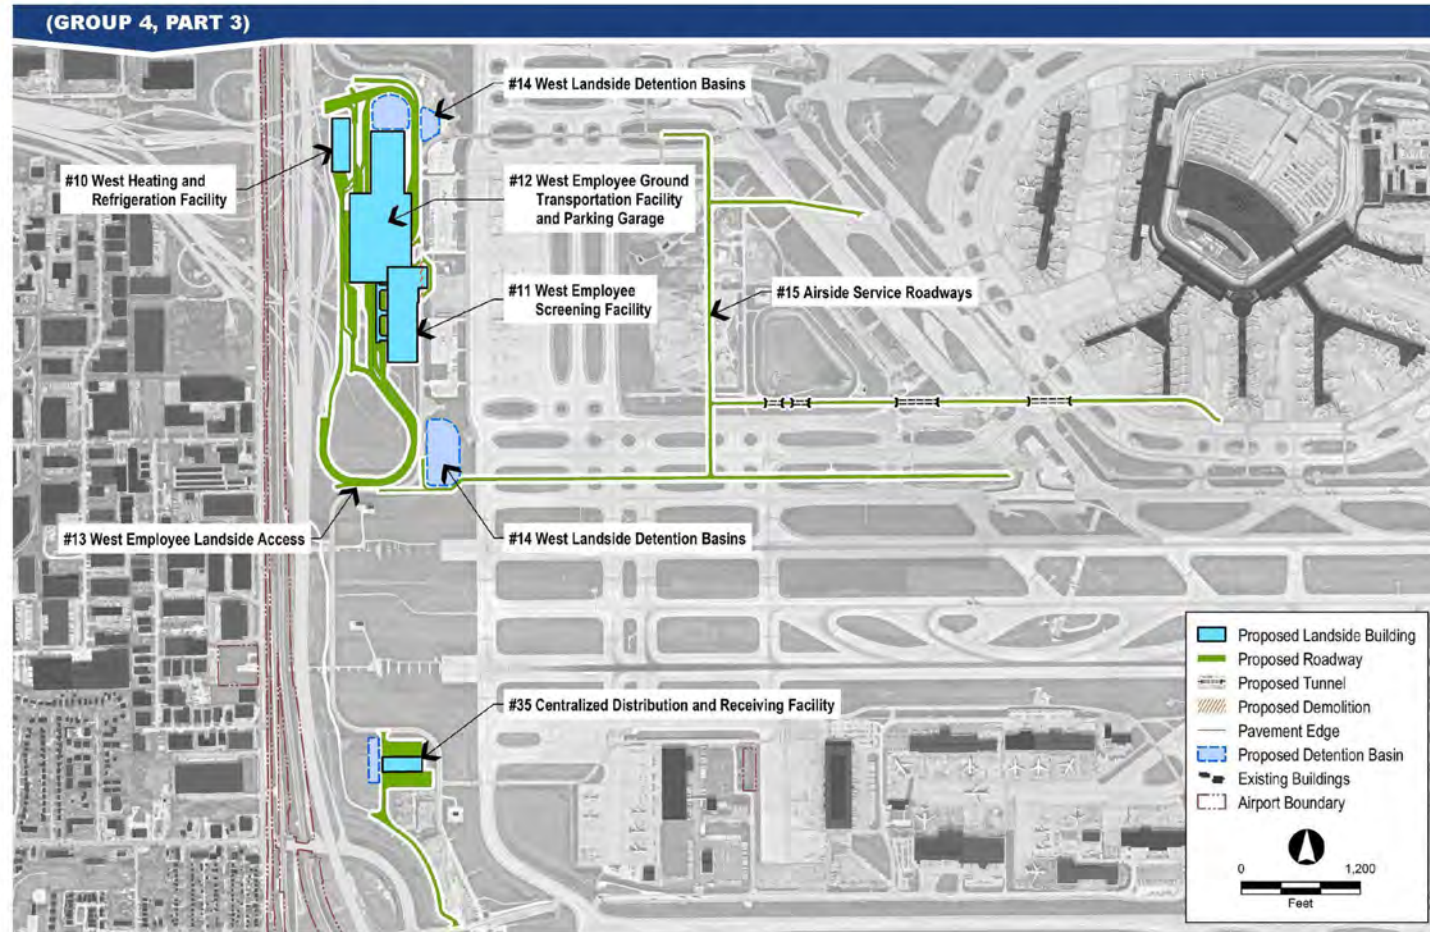 (GROUP 4, PART 3)
#14 West Landside Detention Basins
#10 West Heating and
Refrigeration Facility
#12 West Employee Ground
Transportation Facility
and Parking Garage
#11 West Employee
Screening Facility
#15 Airside Service Roadways
#13 West Employee Landside Access
#14 West Landside Detention Basins
#35 Centralized Distribution and Receiving Facility
Proposed Landside Building
Proposed Roadway
Proposed Tunnel
Proposed Demolition
Pavement Edge
Proposed Detention Basin
Existing Buildings
Airport Boundary
0 1,200
Feet